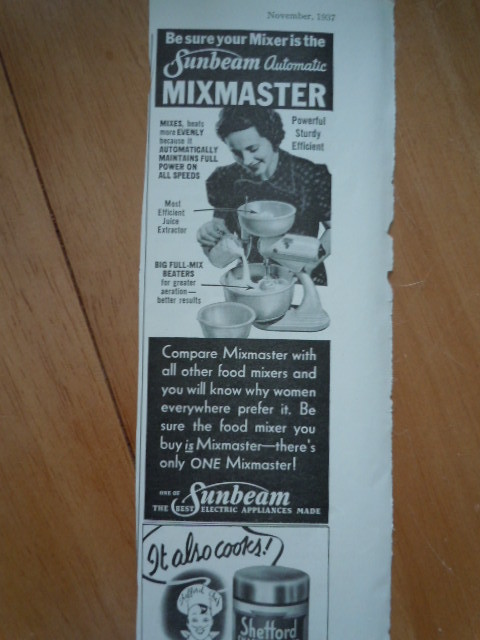 November, 1937
Be sure your Mixer is the
Sunbeam Automatic
MIXMASTER
MIXES, beats
more EVENLY
because it
AUTOMATICALLY
MAINTAINS FULL
POWER ON
ALL SPEEDS
Powerful
Sturdy
Efficient
Most
Efficient
Juice
Extractor
BIG FULL-MIX
BEATERS
for greater
aeration—
better results
Compare Mixmaster with
all other food mixers and
you will know why women
everywhere prefer it. Be
sure the food mixer you
buy is Mixmaster—there's
only ONE Mixmaster!
ONE OF
Sunbeam
THE BEST ELECTRIC APPLIANCES MADE
It also cooks!
Shefford Chef
Shefford